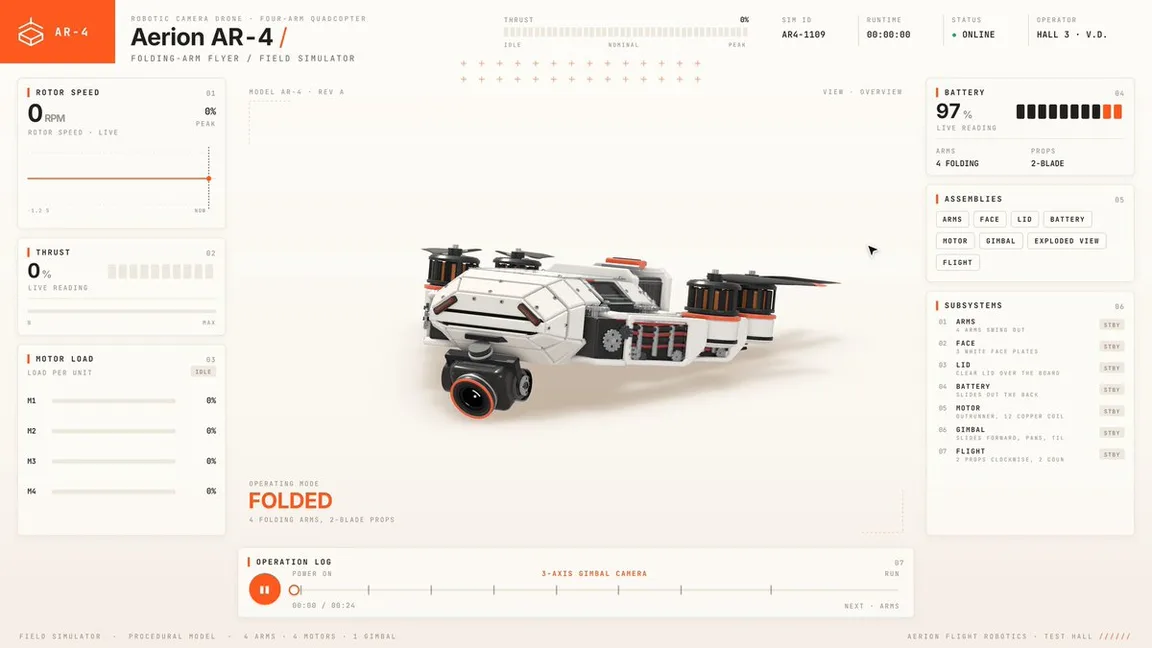 AR-4
ROBOTIC CAMERA DRONE · FOUR-ARM QUADCOPTER
Aerion AR-4 /
FOLDING-ARM FLYER / FIELD SIMULATOR
THRUST 0%
IDLE NOMINAL PEAK
SIM ID
AR4-1109
RUNTIME
00:00:00
STATUS
ONLINE
OPERATOR
HALL 3 · V.D.
ROTOR SPEED 01
0 RPM 0%
PEAK
ROTOR SPEED · LIVE
NOW
THRUST 02
0 %
LIVE READING
0 MAX
MOTOR LOAD 03
LOAD PER UNIT IDLE
M1 0%
M2 0%
M3 0%
M4 0%
MODEL AR-4 · REV A
VIEW · OVERVIEW
OPERATING MODE
FOLDED
4 FOLDING ARMS, 2-BLADE PROPS
BATTERY 04
97 %
LIVE READING
ARMS PROPS
4 FOLDING 2-BLADE
ASSEMBLIES 05
ARMS FACE LID BATTERY
MOTOR GIMBAL EXPLODED VIEW
FLIGHT
SUBSYSTEMS 06
01 ARMS STBY
4 ARMS SWING OUT
02 FACE STBY
3 WHITE FACE PLATES
03 LID STBY
CLEAR LID OVER THE BOARD
04 BATTERY STBY
SLIDES OUT THE BACK
05 MOTOR STBY
OUTRUNNER, 12 COPPER COIL
06 GIMBAL STBY
SLIDES FORWARD, PANS, TIL
07 FLIGHT STBY
2 PROPS CLOCKWISE, 2 COUN
OPERATION LOG 07
POWER ON 3-AXIS GIMBAL CAMERA RUN
00:00 / 00:24 NEXT · ARMS
FIELD SIMULATOR · PROCEDURAL MODEL · 4 ARMS · 4 MOTORS · 1 GIMBAL
AERION FLIGHT ROBOTICS · TEST HALL //////